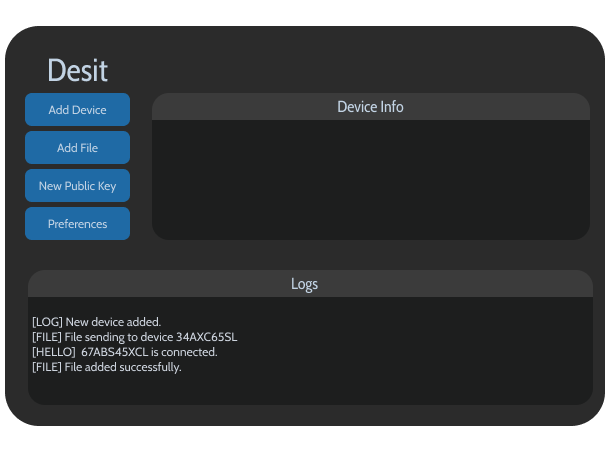 Desit
Add Device
Add File
New Public Key
Preferences
Device Info
Logs
[LOG] New device added.
[FILE] File sending to device 34AXC65SL
[HELLO]  67ABS45XCL is connected.
[FILE] File added successfully.